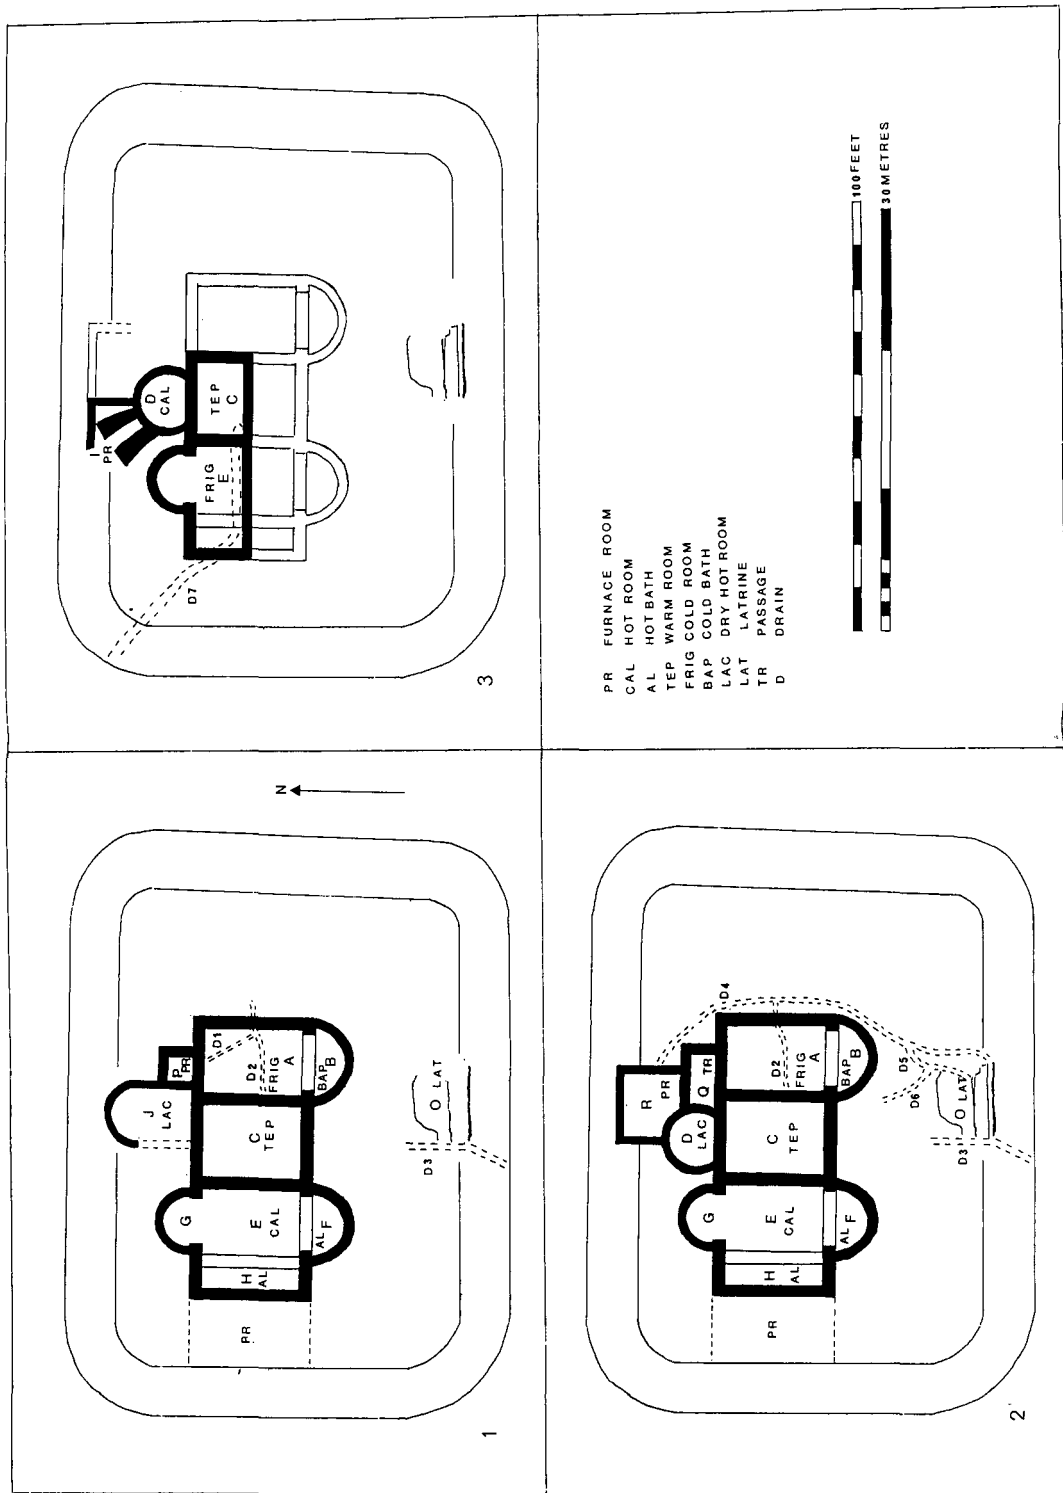 1
N
J
LAC
P
PR
D1
D2
FRIG
A
BAP
B
C
TEP
G
E
CAL
AL
F
H
AL
PR
D3
O LAT
2
R
PR
D4
D
LAC
Q
TR
D2
FRIG
A
BAP
B
C
TEP
G
E
CAL
AL
F
H
AL
PR
D5
D6
D3
O LAT
3
I
PR
D
CAL
TEP
C
FRIG
E
D7
PR FURNACE ROOM
CAL HOT ROOM
AL HOT BATH
TEP WARM ROOM
FRIG COLD ROOM
BAP COLD BATH
LAC DRY HOT ROOM
LAT LATRINE
TR PASSAGE
D DRAIN
100 FEET
30 METRES